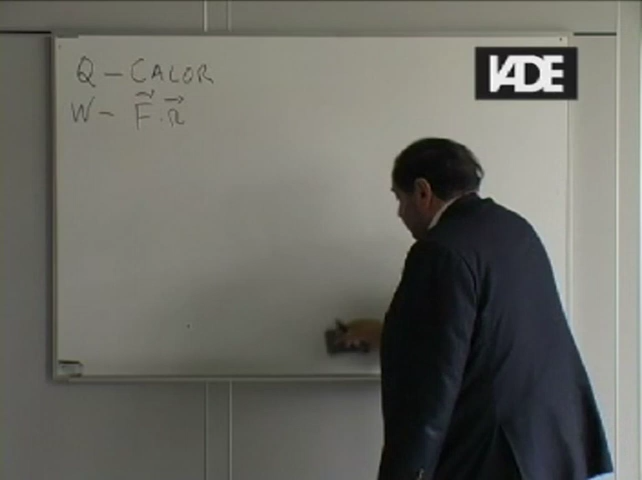 Q – CALOR
W – F⃗ . r⃗
IADE